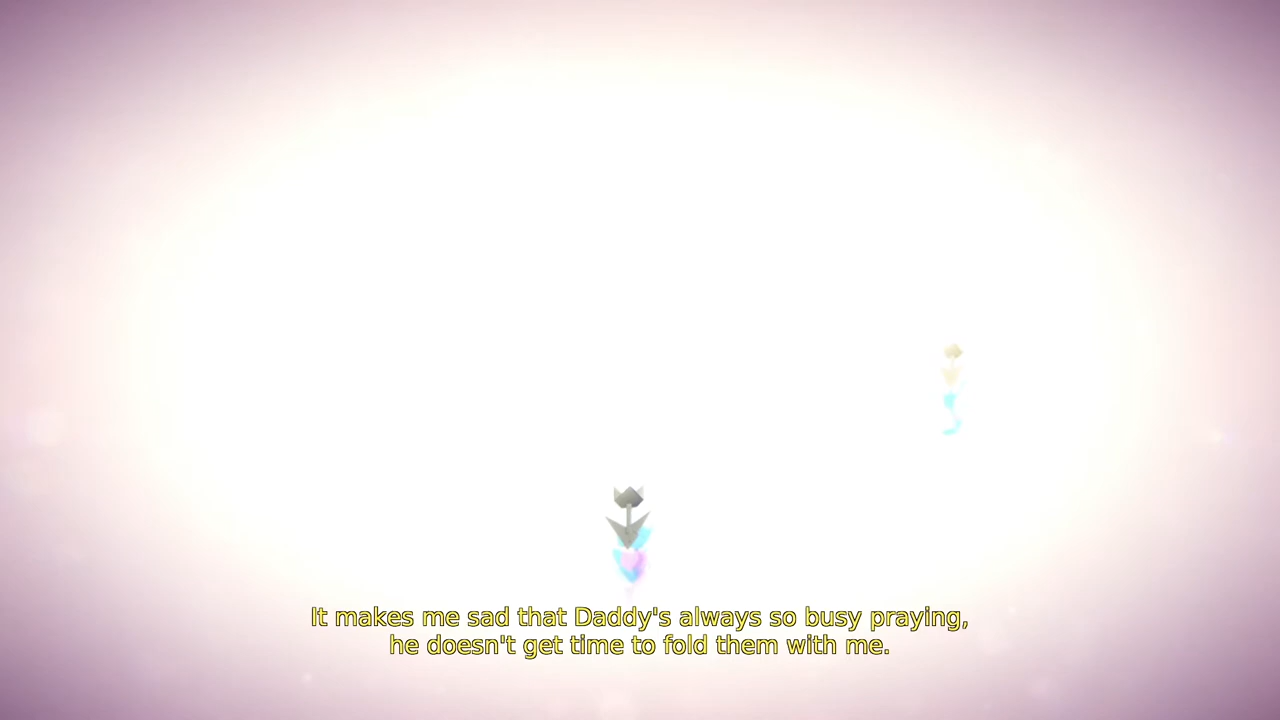 It makes me sad that Daddy's always so busy praying,
he doesn't get time to fold them with me.